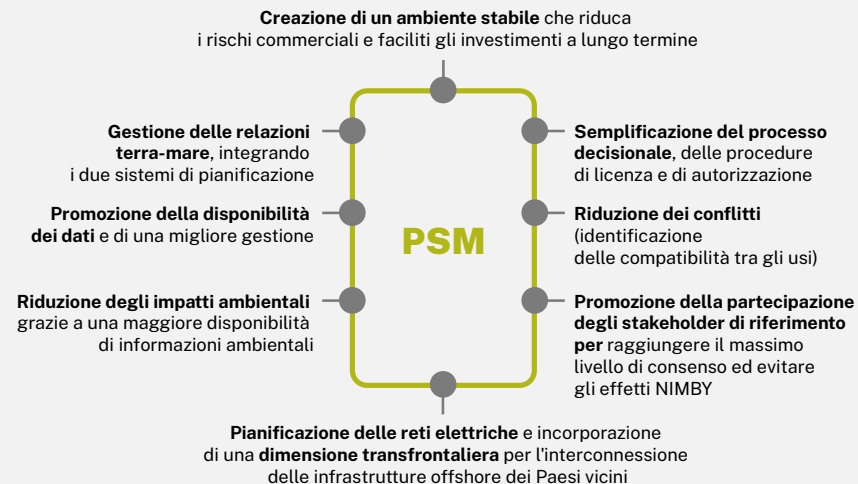 Creazione di un ambiente stabile che riduca
i rischi commerciali e faciliti gli investimenti a lungo termine
Gestione delle relazioni
terra-mare, integrando
i due sistemi di pianificazione
Promozione della disponibilità
dei dati e di una migliore gestione
Riduzione degli impatti ambientali
grazie a una maggiore disponibilità
di informazioni ambientali
PSM
Semplificazione del processo
decisionale, delle procedure
di licenza e di autorizzazione
Riduzione dei conflitti
(identificazione
delle compatibilità tra gli usi)
Promozione della partecipazione
degli stakeholder di riferimento
per raggiungere il massimo
livello di consenso ed evitare
gli effetti NIMBY
Pianificazione delle reti elettriche e incorporazione
di una dimensione transfrontaliera per l'interconnessione
delle infrastrutture offshore dei Paesi vicini